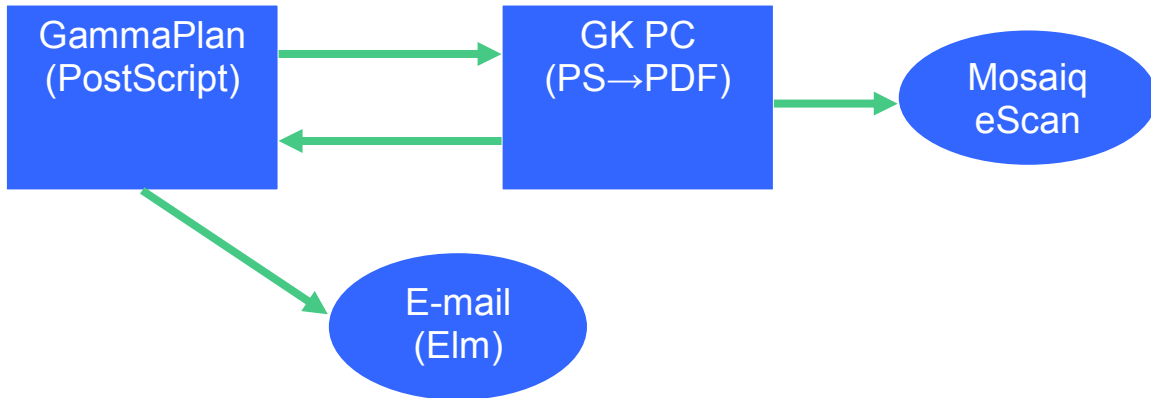 GammaPlan
(PostScript)
GK PC
(PS→PDF)
Mosaiq
eScan
E-mail
(Elm)